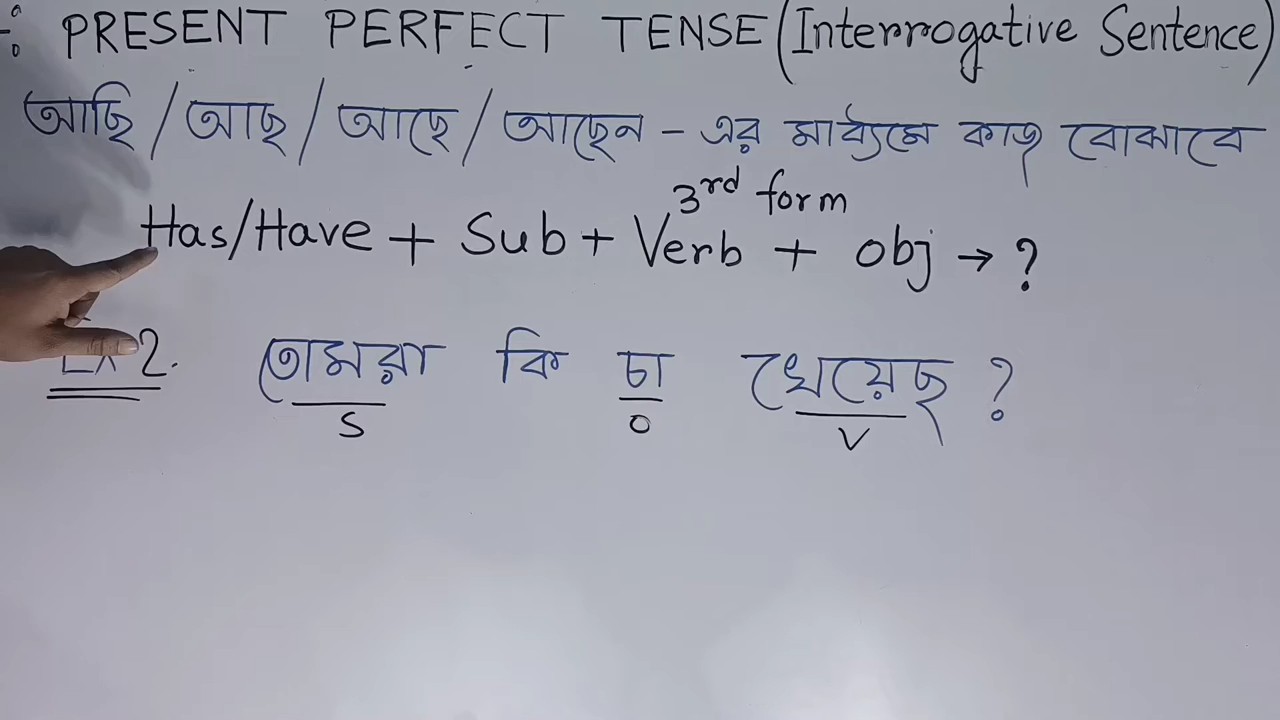 PRESENT PERFECT TENSE (Interrogative Sentence)
আছি / আছ / আছে / আছেন - এর মাধ্যমে কাজ বোঝাবে
3rd form
Has/Have + Sub + Verb + obj → ?
2. তোমরা কি চা খেয়েছ ?
S O V